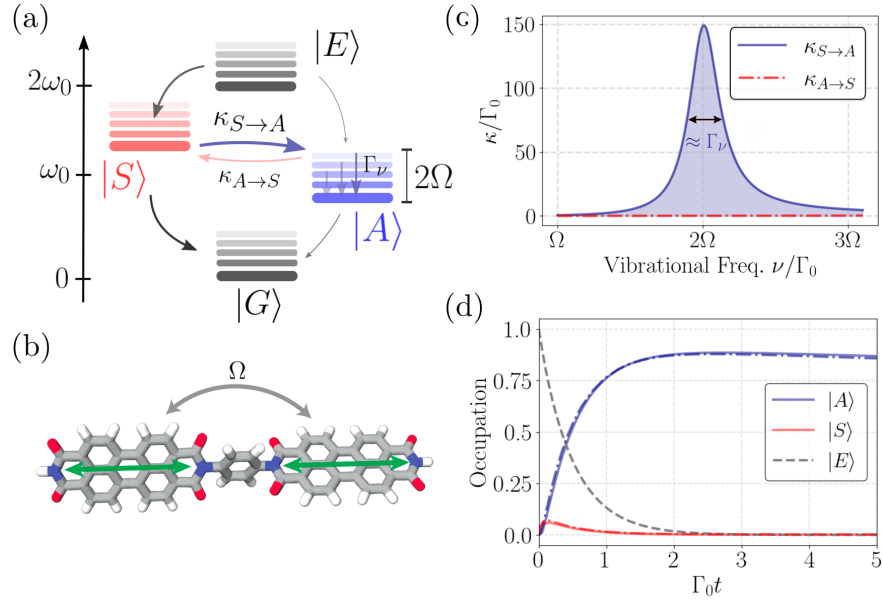 (a)
|E⟩
2ω₀
κ_{S→A}
ω₀
|S⟩
κ_{A→S}
Γ_ν
2Ω
|A⟩
0
|G⟩
(b)
Ω
(c)
κ/Γ₀
150
100
50
0
κ_{S→A}
κ_{A→S}
≈ Γ_ν
Ω
2Ω
3Ω
Vibrational Freq. ν/Γ₀
(d)
Occupation
1.0
0.75
0.5
0.25
0.0
|A⟩
|S⟩
|E⟩
0
1
2
3
4
5
Γ₀t